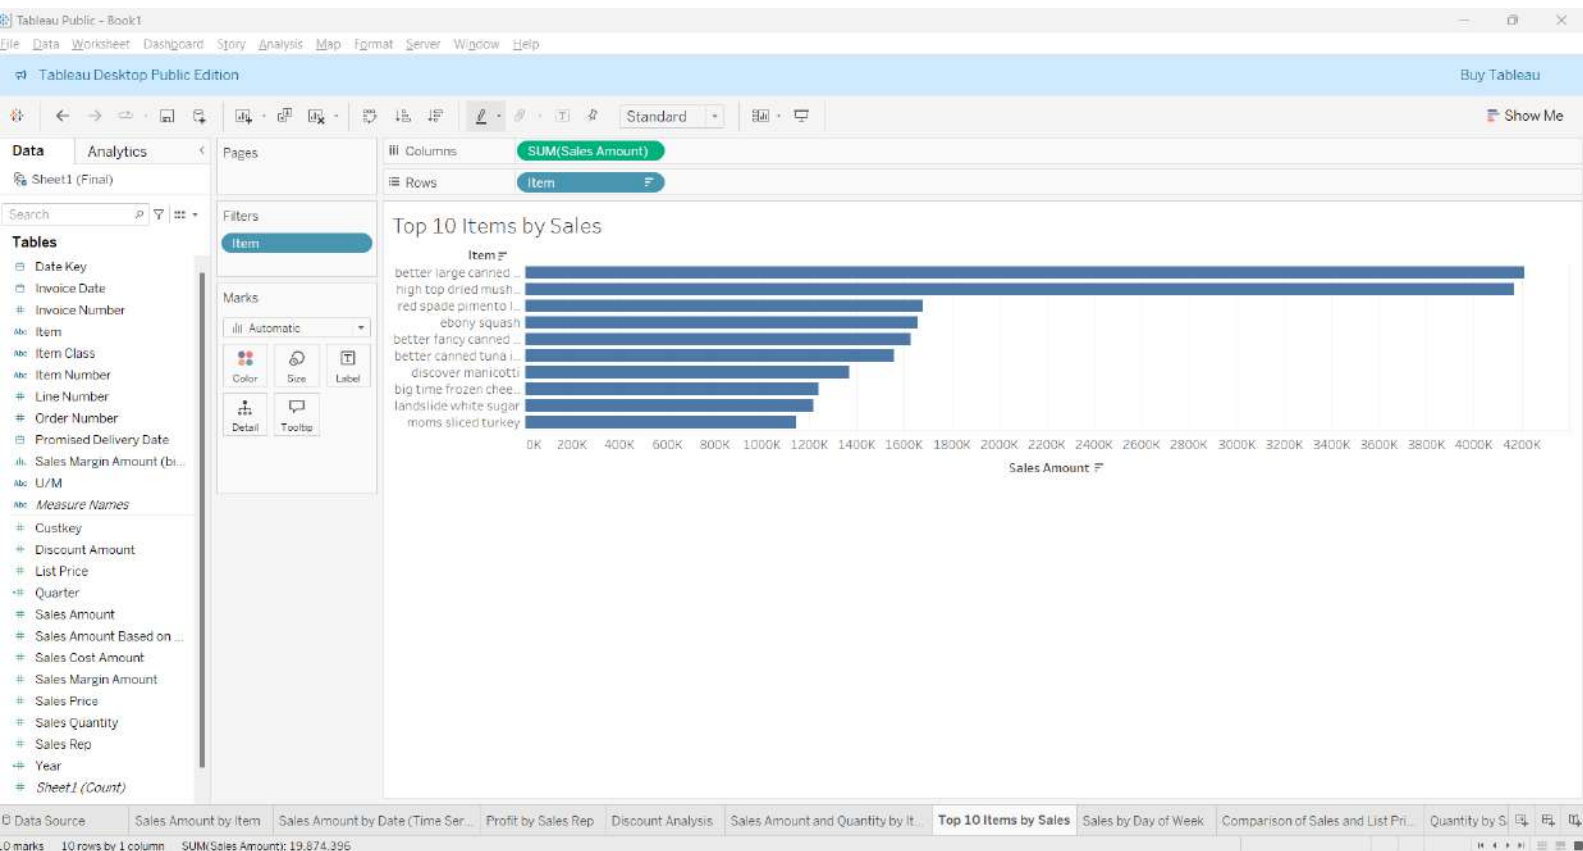 Tableau Public - Book1
File Data Worksheet Dashboard Story Analysis Map Format Server Window Help
Tableau Desktop Public Edition Buy Tableau
Standard Show Me
Data Analytics
Sheet1 (Final)
Search
Tables
Date Key
Invoice Date
# Invoice Number
Abc Item
Abc Item Class
Abc Item Number
# Line Number
# Order Number
Promised Delivery Date
Sales Margin Amount (bi...
Abc U/M
Abc Measure Names
# Custkey
# Discount Amount
# List Price
=# Quarter
# Sales Amount
# Sales Amount Based on ...
# Sales Cost Amount
# Sales Margin Amount
# Sales Price
# Sales Quantity
# Sales Rep
=# Year
# Sheet1 (Count)
Pages
Filters
Item
Marks
Automatic
Color Size Label
Detail Tooltip
Columns SUM(Sales Amount)
Rows Item
Top 10 Items by Sales
Item
better large canned ..
high top dried mush..
red spade pimento l..
ebony squash
better fancy canned ..
better canned tuna i..
discover manicotti
big time frozen chee..
landslide white sugar
moms sliced turkey
0K 200K 400K 600K 800K 1000K 1200K 1400K 1600K 1800K 2000K 2200K 2400K 2600K 2800K 3000K 3200K 3400K 3600K 3800K 4000K 4200K
Sales Amount
Data Source Sales Amount by Item Sales Amount by Date (Time Ser... Profit by Sales Rep Discount Analysis Sales Amount and Quantity by It... Top 10 Items by Sales Sales by Day of Week Comparison of Sales and List Pri... Quantity by S
10 marks 10 rows by 1 column SUM(Sales Amount): 19,874,396